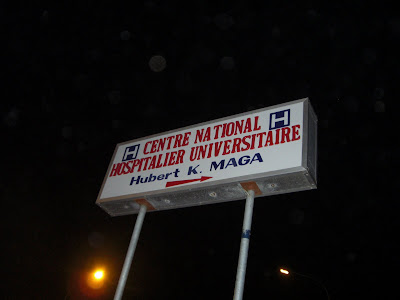 H CENTRE NATIONAL H
HOSPITALIER UNIVERSITAIRE
Hubert K. MAGA